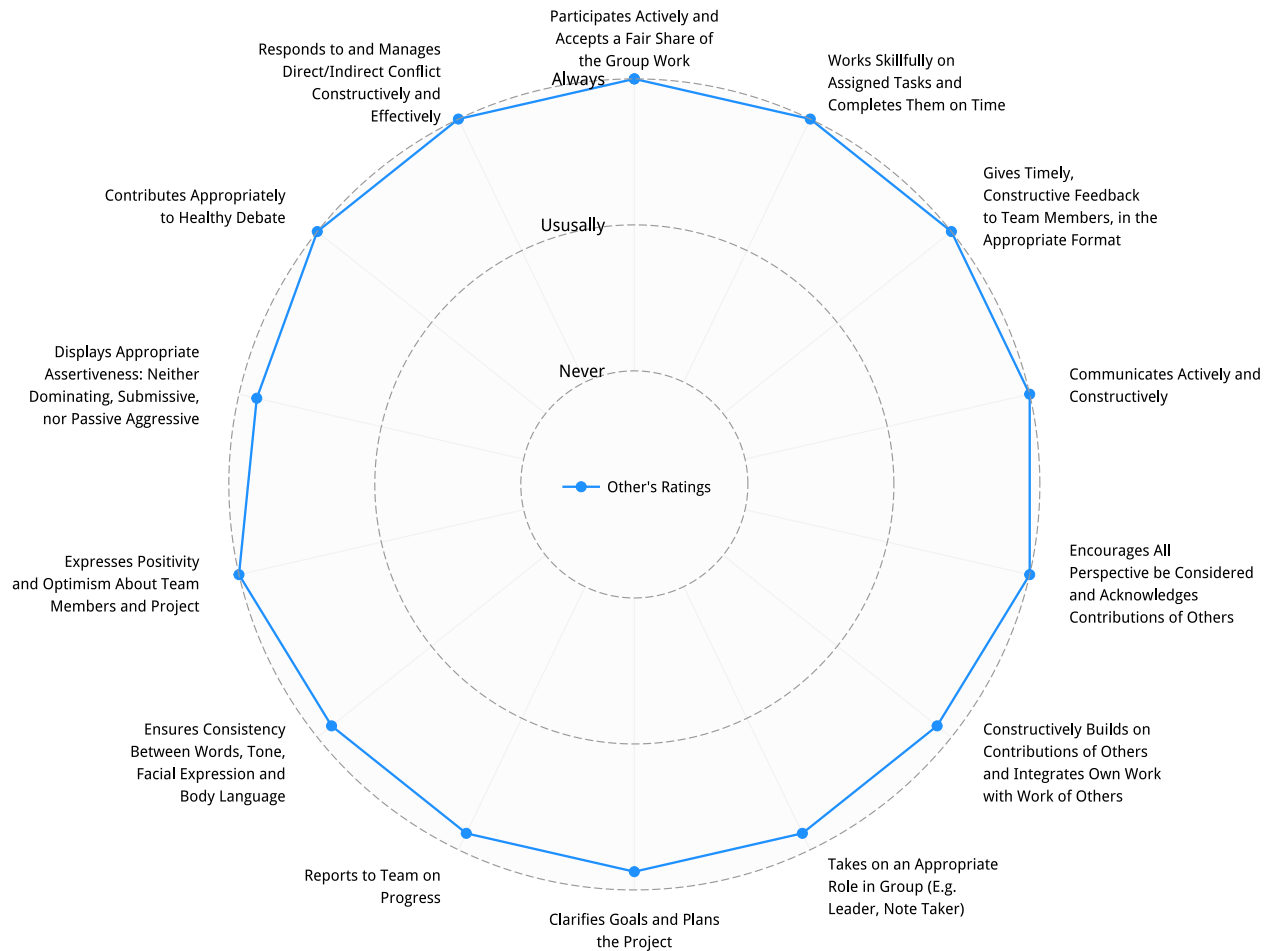 Participates Actively and
Accepts a Fair Share of
the Group Work
Works Skillfully on
Assigned Tasks and
Completes Them on Time
Gives Timely,
Constructive Feedback
to Team Members, in the
Appropriate Format
Communicates Actively and
Constructively
Encourages All
Perspective be Considered
and Acknowledges
Contributions of Others
Constructively Builds on
Contributions of Others
and Integrates Own Work
with Work of Others
Takes on an Appropriate
Role in Group (E.g.
Leader, Note Taker)
Clarifies Goals and Plans
the Project
Reports to Team on
Progress
Ensures Consistency
Between Words, Tone,
Facial Expression and
Body Language
Expresses Positivity
and Optimism About Team
Members and Project
Displays Appropriate
Assertiveness: Neither
Dominating, Submissive,
nor Passive Aggressive
Contributes Appropriately
to Healthy Debate
Responds to and Manages
Direct/Indirect Conflict
Constructively and
Effectively
Always
Ususally
Never
Other's Ratings